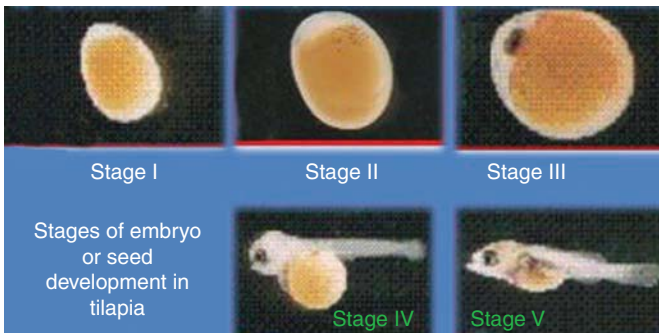 Stage I
Stage II
Stage III
Stages of embryo
or seed
development in
tilapia
Stage IV
Stage V